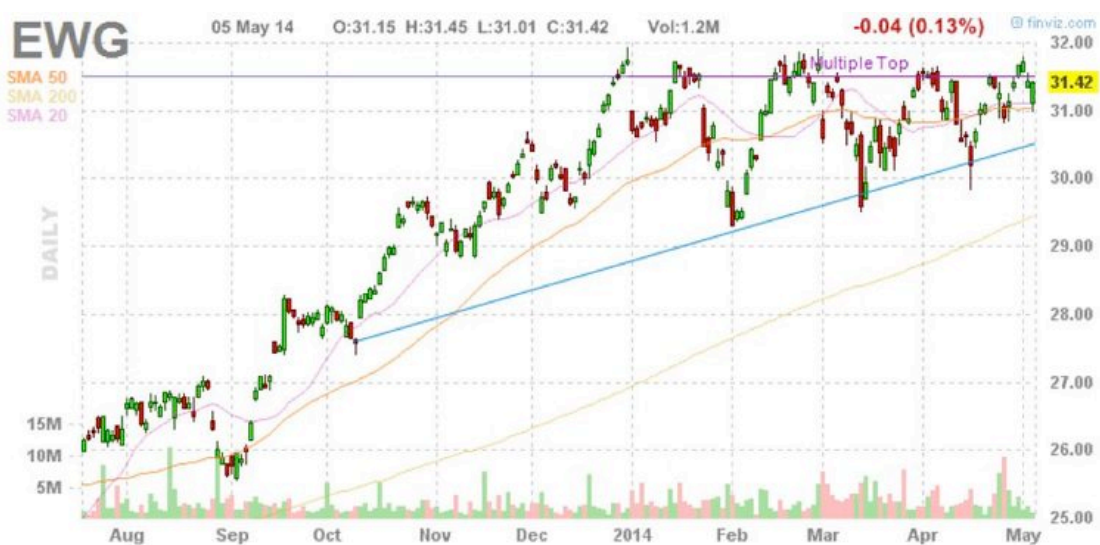 EWG
05 May 14 O:31.15 H:31.45 L:31.01 C:31.42 Vol:1.2M -0.04 (0.13%) © finviz.com
SMA 50
SMA 200
SMA 20
Multiple Top
32.00
31.42
31.00
30.00
29.00
28.00
27.00
26.00
25.00
DAILY
15M
10M
5M
Aug Sep Oct Nov Dec 2014 Feb Mar Apr May